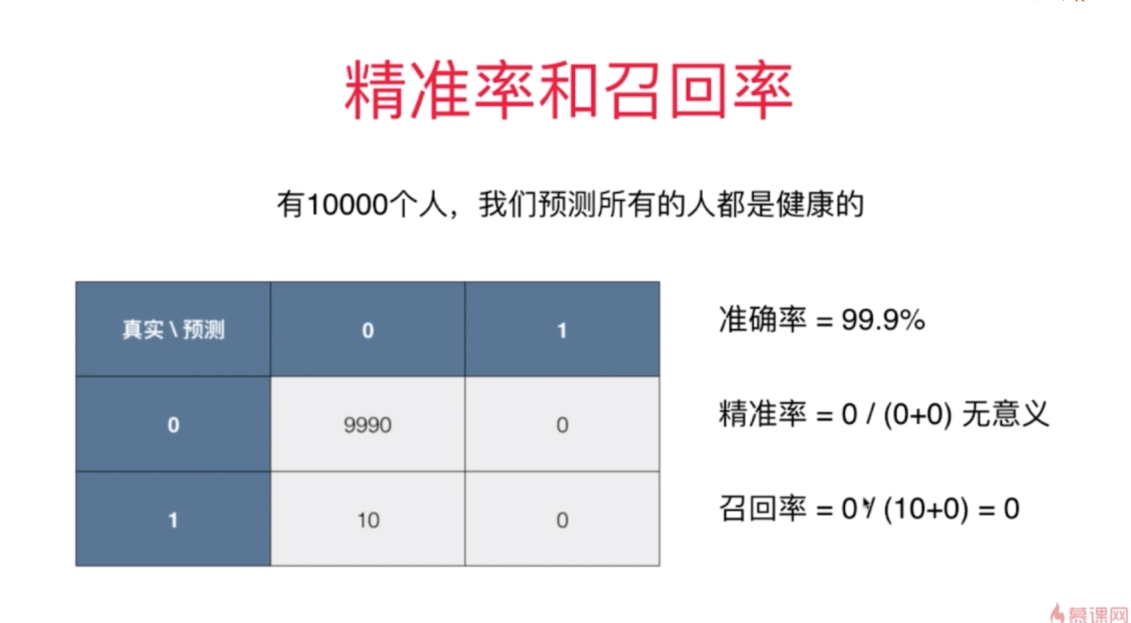 精准率和召回率
有10000个人，我们预测所有的人都是健康的
真实 \ 预测 0 1
0 9990 0
1 10 0
准确率 = 99.9%
精准率 = 0 / (0+0) 无意义
召回率 = 0 / (10+0) = 0
慕课网